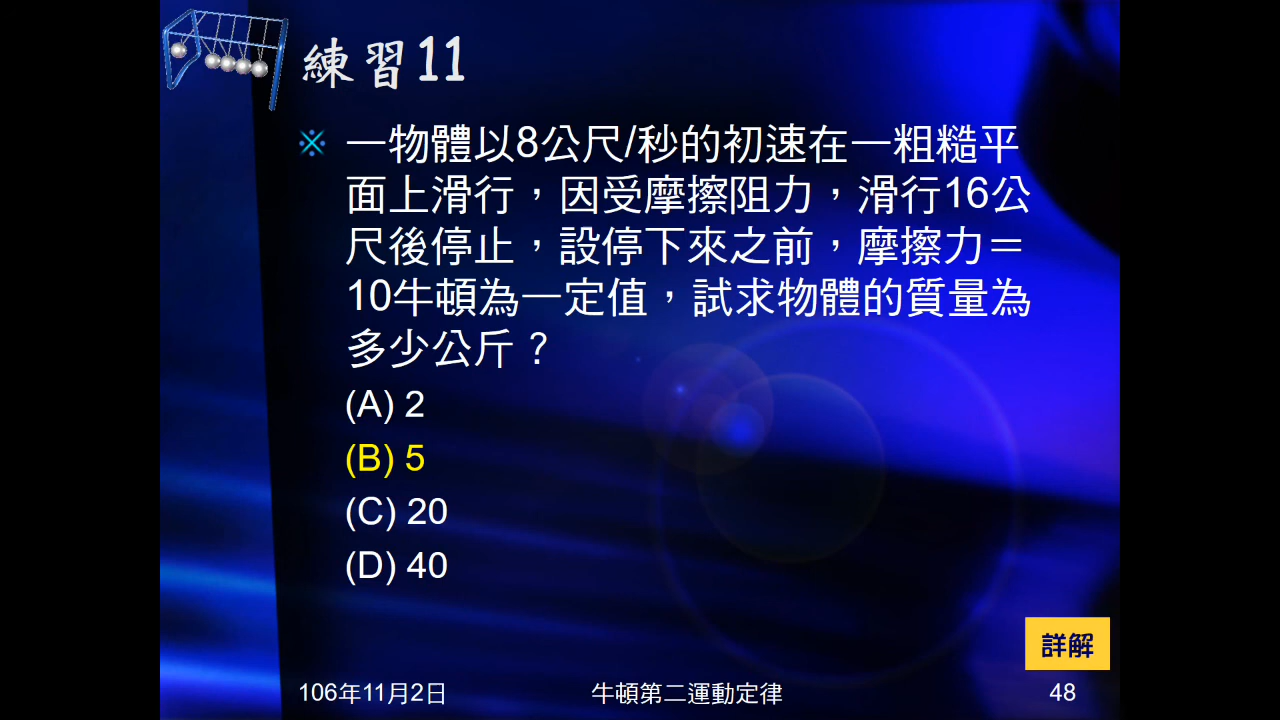 練習11
※ 一物體以8公尺/秒的初速在一粗糙平
面上滑行，因受摩擦阻力，滑行16公
尺後停止，設停下來之前，摩擦力＝
10牛頓為一定值，試求物體的質量為
多少公斤？
(A) 2
(B) 5
(C) 20
(D) 40
詳解
106年11月2日
牛頓第二運動定律
48